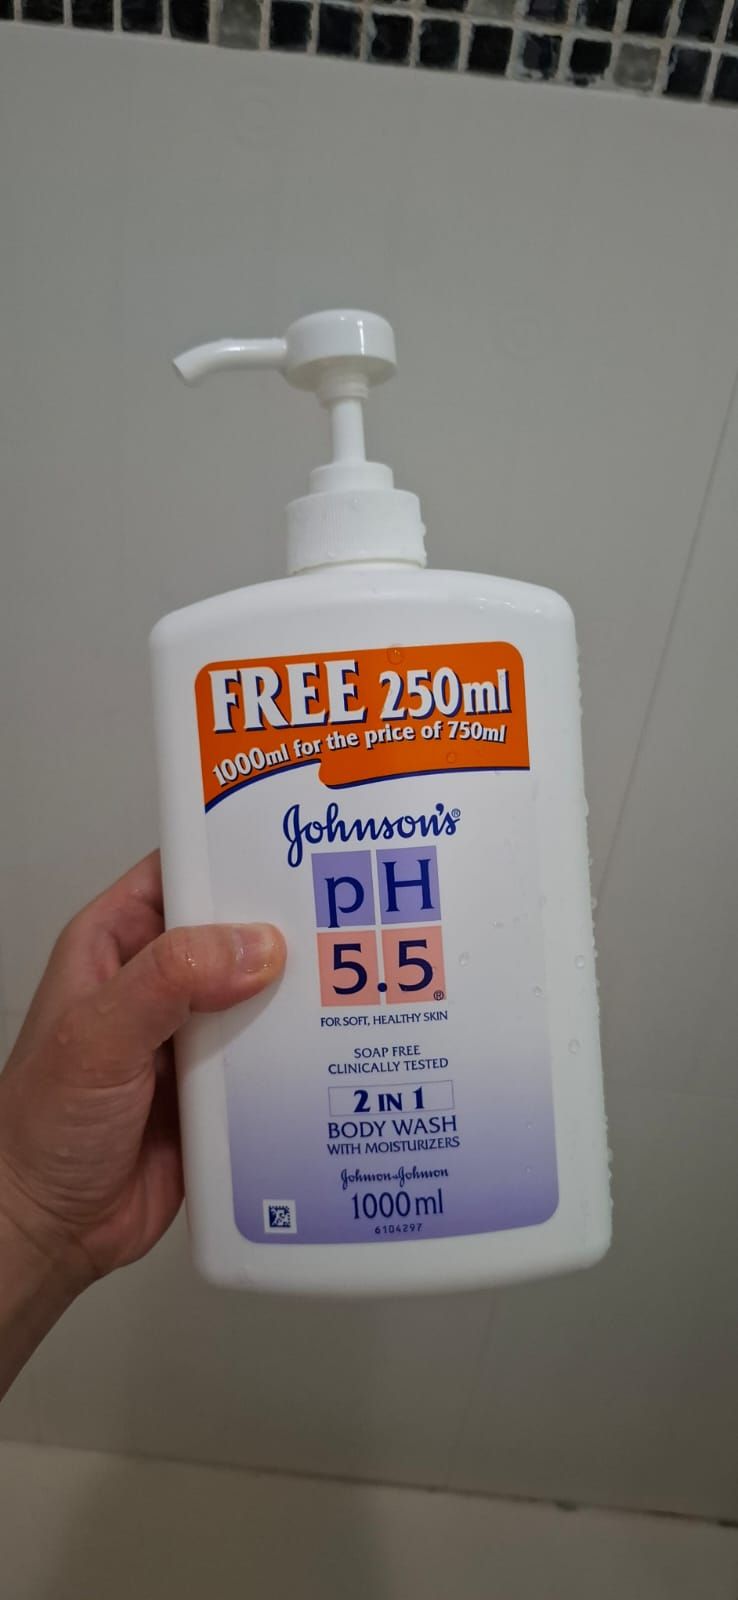 FREE 250ml
1000ml for the price of 750ml
Johnson's®
pH
5.5®
FOR SOFT, HEALTHY SKIN
SOAP FREE
CLINICALLY TESTED
2 IN 1
BODY WASH
WITH MOISTURIZERS
Johnson&Johnson
1000ml
6104297